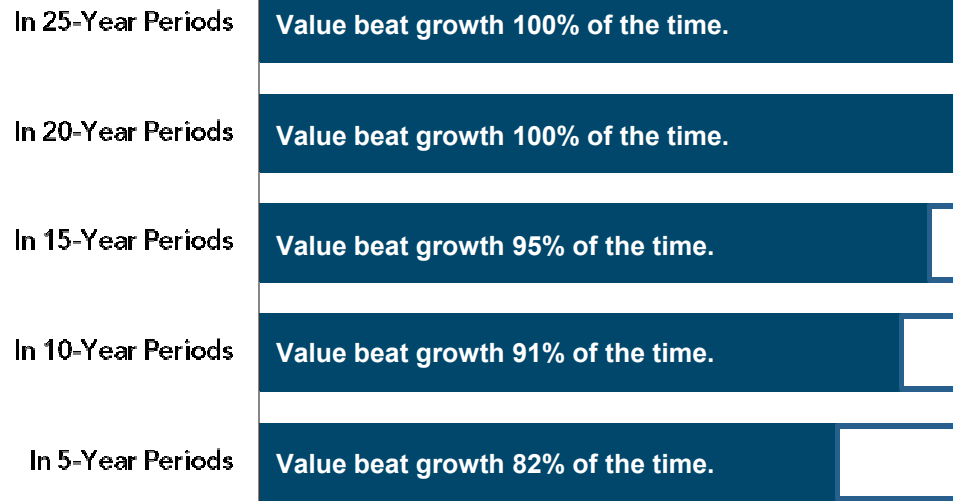 In 25-Year Periods Value beat growth 100% of the time.
In 20-Year Periods Value beat growth 100% of the time.
In 15-Year Periods Value beat growth 95% of the time.
In 10-Year Periods Value beat growth 91% of the time.
In 5-Year Periods Value beat growth 82% of the time.